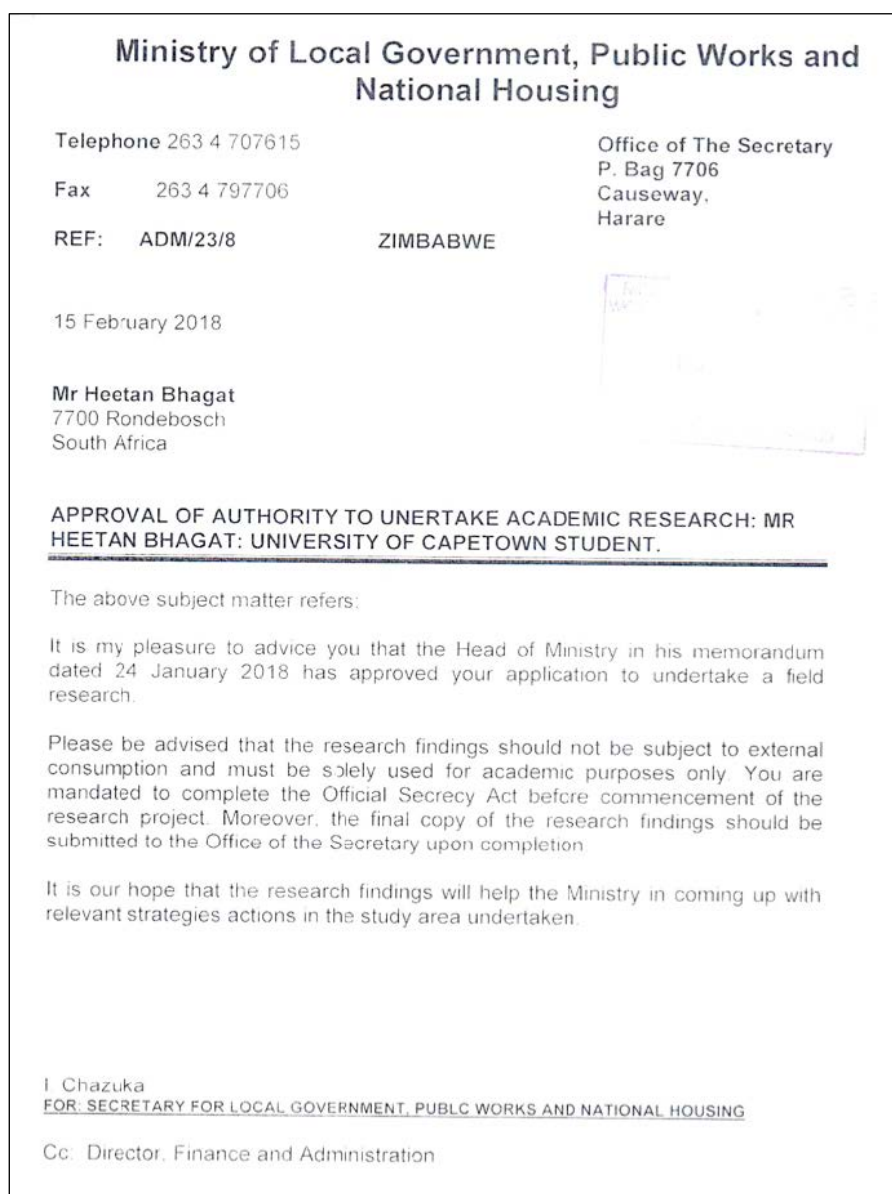 Ministry of Local Government, Public Works and
National Housing
Telephone 263 4 707615
Fax 263 4 797706
REF: ADM/23/8 ZIMBABWE
Office of The Secretary
P. Bag 7706
Causeway,
Harare
15 February 2018
Mr Heetan Bhagat
7700 Rondebosch
South Africa
APPROVAL OF AUTHORITY TO UNERTAKE ACADEMIC RESEARCH: MR
HEETAN BHAGAT: UNIVERSITY OF CAPETOWN STUDENT.
The above subject matter refers:
It is my pleasure to advice you that the Head of Ministry in his memorandum
dated 24 January 2018 has approved your application to undertake a field
research.
Please be advised that the research findings should not be subject to external
consumption and must be solely used for academic purposes only. You are
mandated to complete the Official Secrecy Act before commencement of the
research project. Moreover, the final copy of the research findings should be
submitted to the Office of the Secretary upon completion
It is our hope that the research findings will help the Ministry in coming up with
relevant strategies actions in the study area undertaken.
I. Chazuka
FOR: SECRETARY FOR LOCAL GOVERNMENT, PUBLC WORKS AND NATIONAL HOUSING
Cc: Director, Finance and Administration